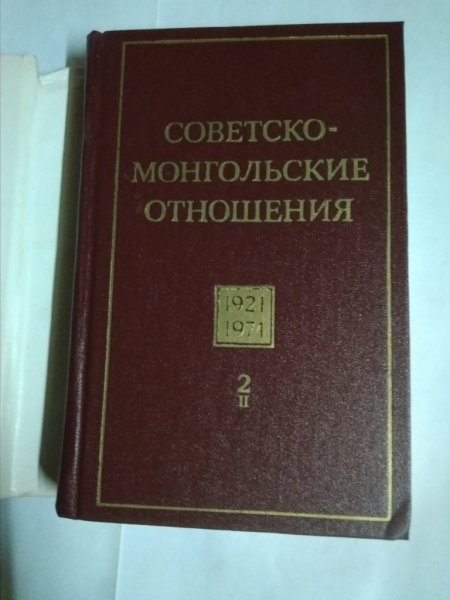 СОВЕТСКО-
МОНГОЛЬСКИЕ
ОТНОШЕНИЯ
1921
1974
2
II